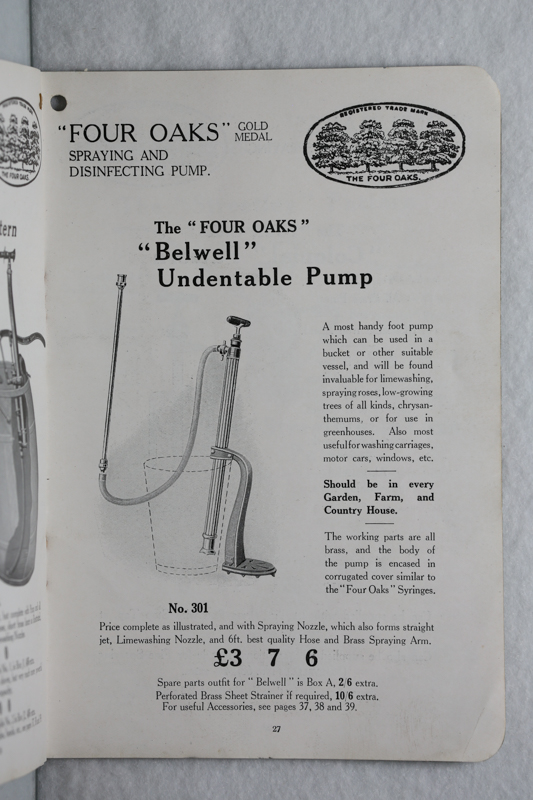 "FOUR OAKS" GOLD MEDAL
SPRAYING AND
DISINFECTING PUMP.
REGISTERED TRADE MARK
THE FOUR OAKS.
THE FOUR OAKS
The "FOUR OAKS"
"Belwell"
Undentable Pump
A most handy foot pump
which can be used in a
bucket or other suitable
vessel, and will be found
invaluable for limewashing,
spraying roses, low-growing
trees of all kinds, chrysan-
themums, or for use in
greenhouses. Also most
useful for washing carriages,
motor cars, windows, etc.
Should be in every
Garden, Farm, and
Country House.
The working parts are all
brass, and the body of
the pump is encased in
corrugated cover similar to
the "Four Oaks" Syringes.
No. 301
Price complete as illustrated, and with Spraying Nozzle, which also forms straight
jet, Limewashing Nozzle, and 6ft. best quality Hose and Brass Spraying Arm.
£3 7 6
Spare parts outfit for "Belwell" is Box A, 2/6 extra.
Perforated Brass Sheet Strainer if required, 10/6 extra.
For useful Accessories, see pages 37, 38 and 39.
27